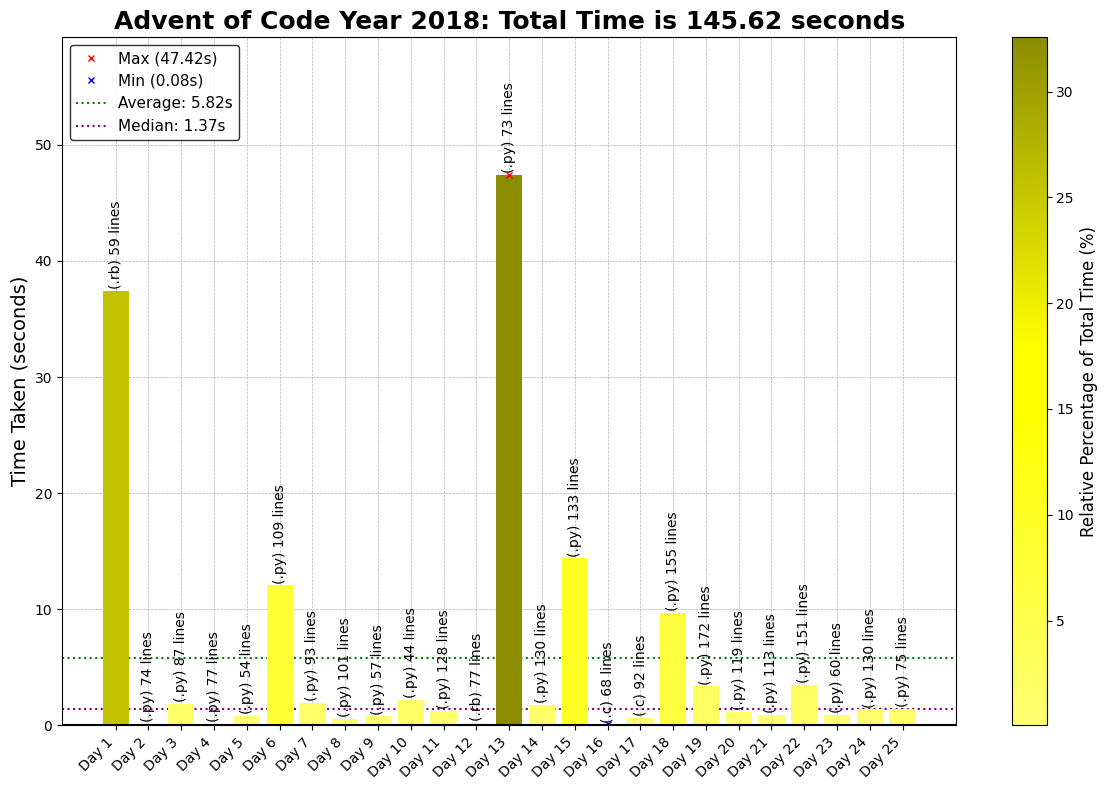 Advent of Code Year 2018: Total Time is 145.62 seconds
Max (47.42s)
Min (0.08s)
Average: 5.82s
Median: 1.37s
Time Taken (seconds)
50
40
30
20
10
0
(.rb) 59 lines
(.py) 74 lines
(.py) 87 lines
(.py) 77 lines
(.py) 54 lines
(.py) 109 lines
(.py) 93 lines
(.py) 101 lines
(.py) 57 lines
(.py) 44 lines
(.py) 128 lines
(.rb) 77 lines
(.py) 73 lines
(.py) 130 lines
(.py) 133 lines
(.c) 68 lines
(.c) 92 lines
(.py) 155 lines
(.py) 172 lines
(.py) 119 lines
(.py) 113 lines
(.py) 151 lines
(.py) 60 lines
(.py) 130 lines
(.py) 75 lines
Day 1
Day 2
Day 3
Day 4
Day 5
Day 6
Day 7
Day 8
Day 9
Day 10
Day 11
Day 12
Day 13
Day 14
Day 15
Day 16
Day 17
Day 18
Day 19
Day 20
Day 21
Day 22
Day 23
Day 24
Day 25
30
25
20
15
10
5
Relative Percentage of Total Time (%)